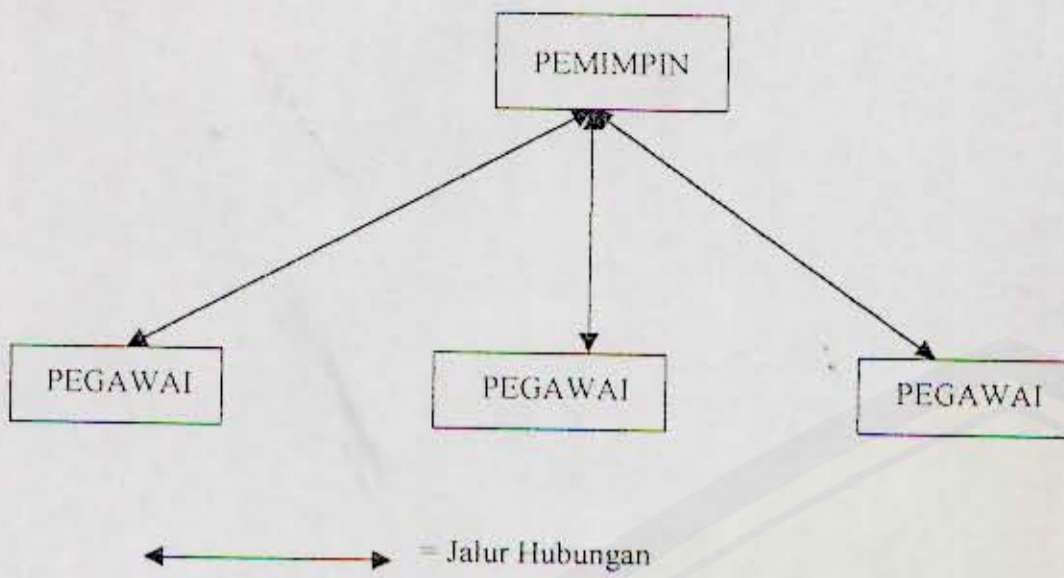 PEMIMPIN
PEGAWAI
PEGAWAI
PEGAWAI
= Jalur Hubungan